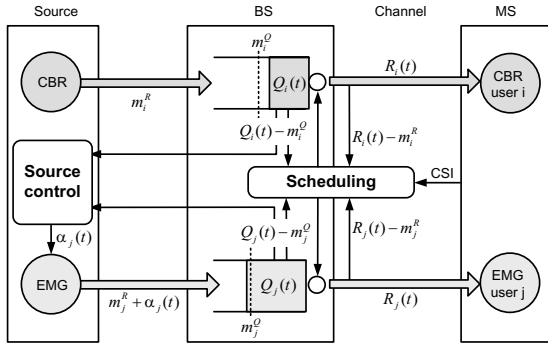 Source BS Channel MS
CBR
m_i^R
m_i^Q
Q_i(t)
R_i(t)
CBR
user i
Q_i(t) − m_i^Q
R_i(t) − m_i^R
Source
control
Scheduling
CSI
α_j(t)
Q_j(t) − m_j^Q
R_j(t) − m_j^R
EMG
m_j^R + α_j(t)
Q_j(t)
m_j^Q
R_j(t)
EMG
user j